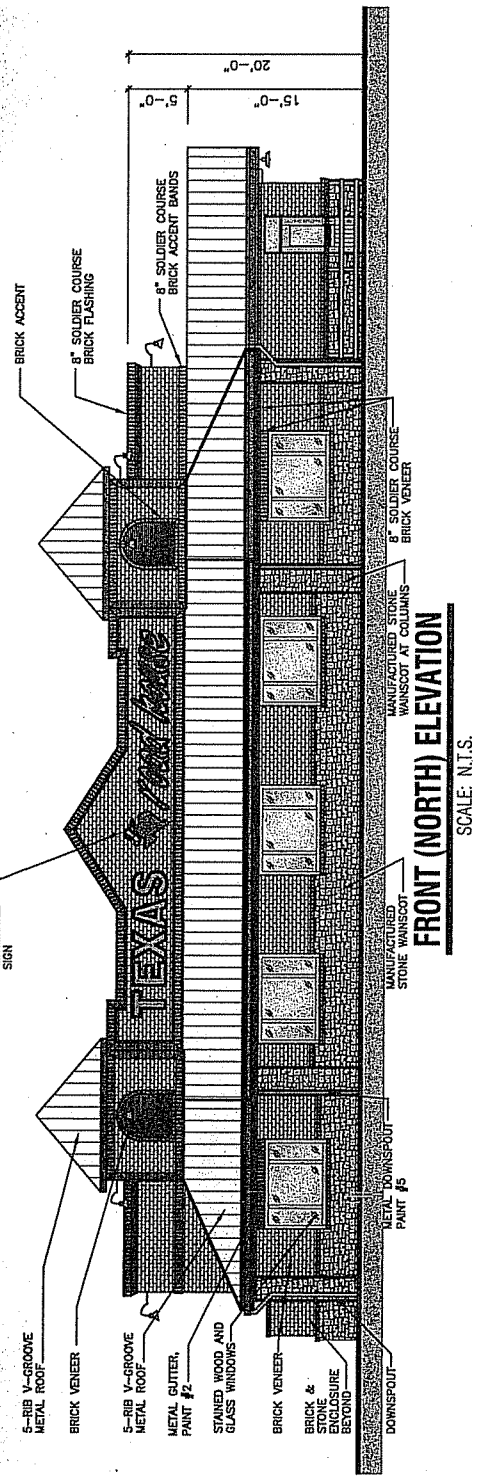 SIGN
5-RIB V-GROOVE
METAL ROOF
BRICK VENEER
5-RIB V-GROOVE
METAL ROOF
METAL GUTTER,
PAINT #2
STAINED WOOD AND
GLASS WINDOWS
BRICK VENEER
BRICK &
STONE
ENCLOSURE
BEYOND
DOWNSPOUT
TEXAS road house
BRICK ACCENT
8" SOLDIER COURSE
BRICK FLASHING
8" SOLDIER COURSE
BRICK ACCENT BANDS
5'-0"
15'-0"
20'-0"
METAL DOWNSPOUT
PAINT #5
MANUFACTURED
STONE WAINSCOT
MANUFACTURED STONE
WAINSCOT AT COLUMNS
8" SOLDIER COURSE
BRICK VENEER
FRONT (NORTH) ELEVATION
SCALE: N.T.S.